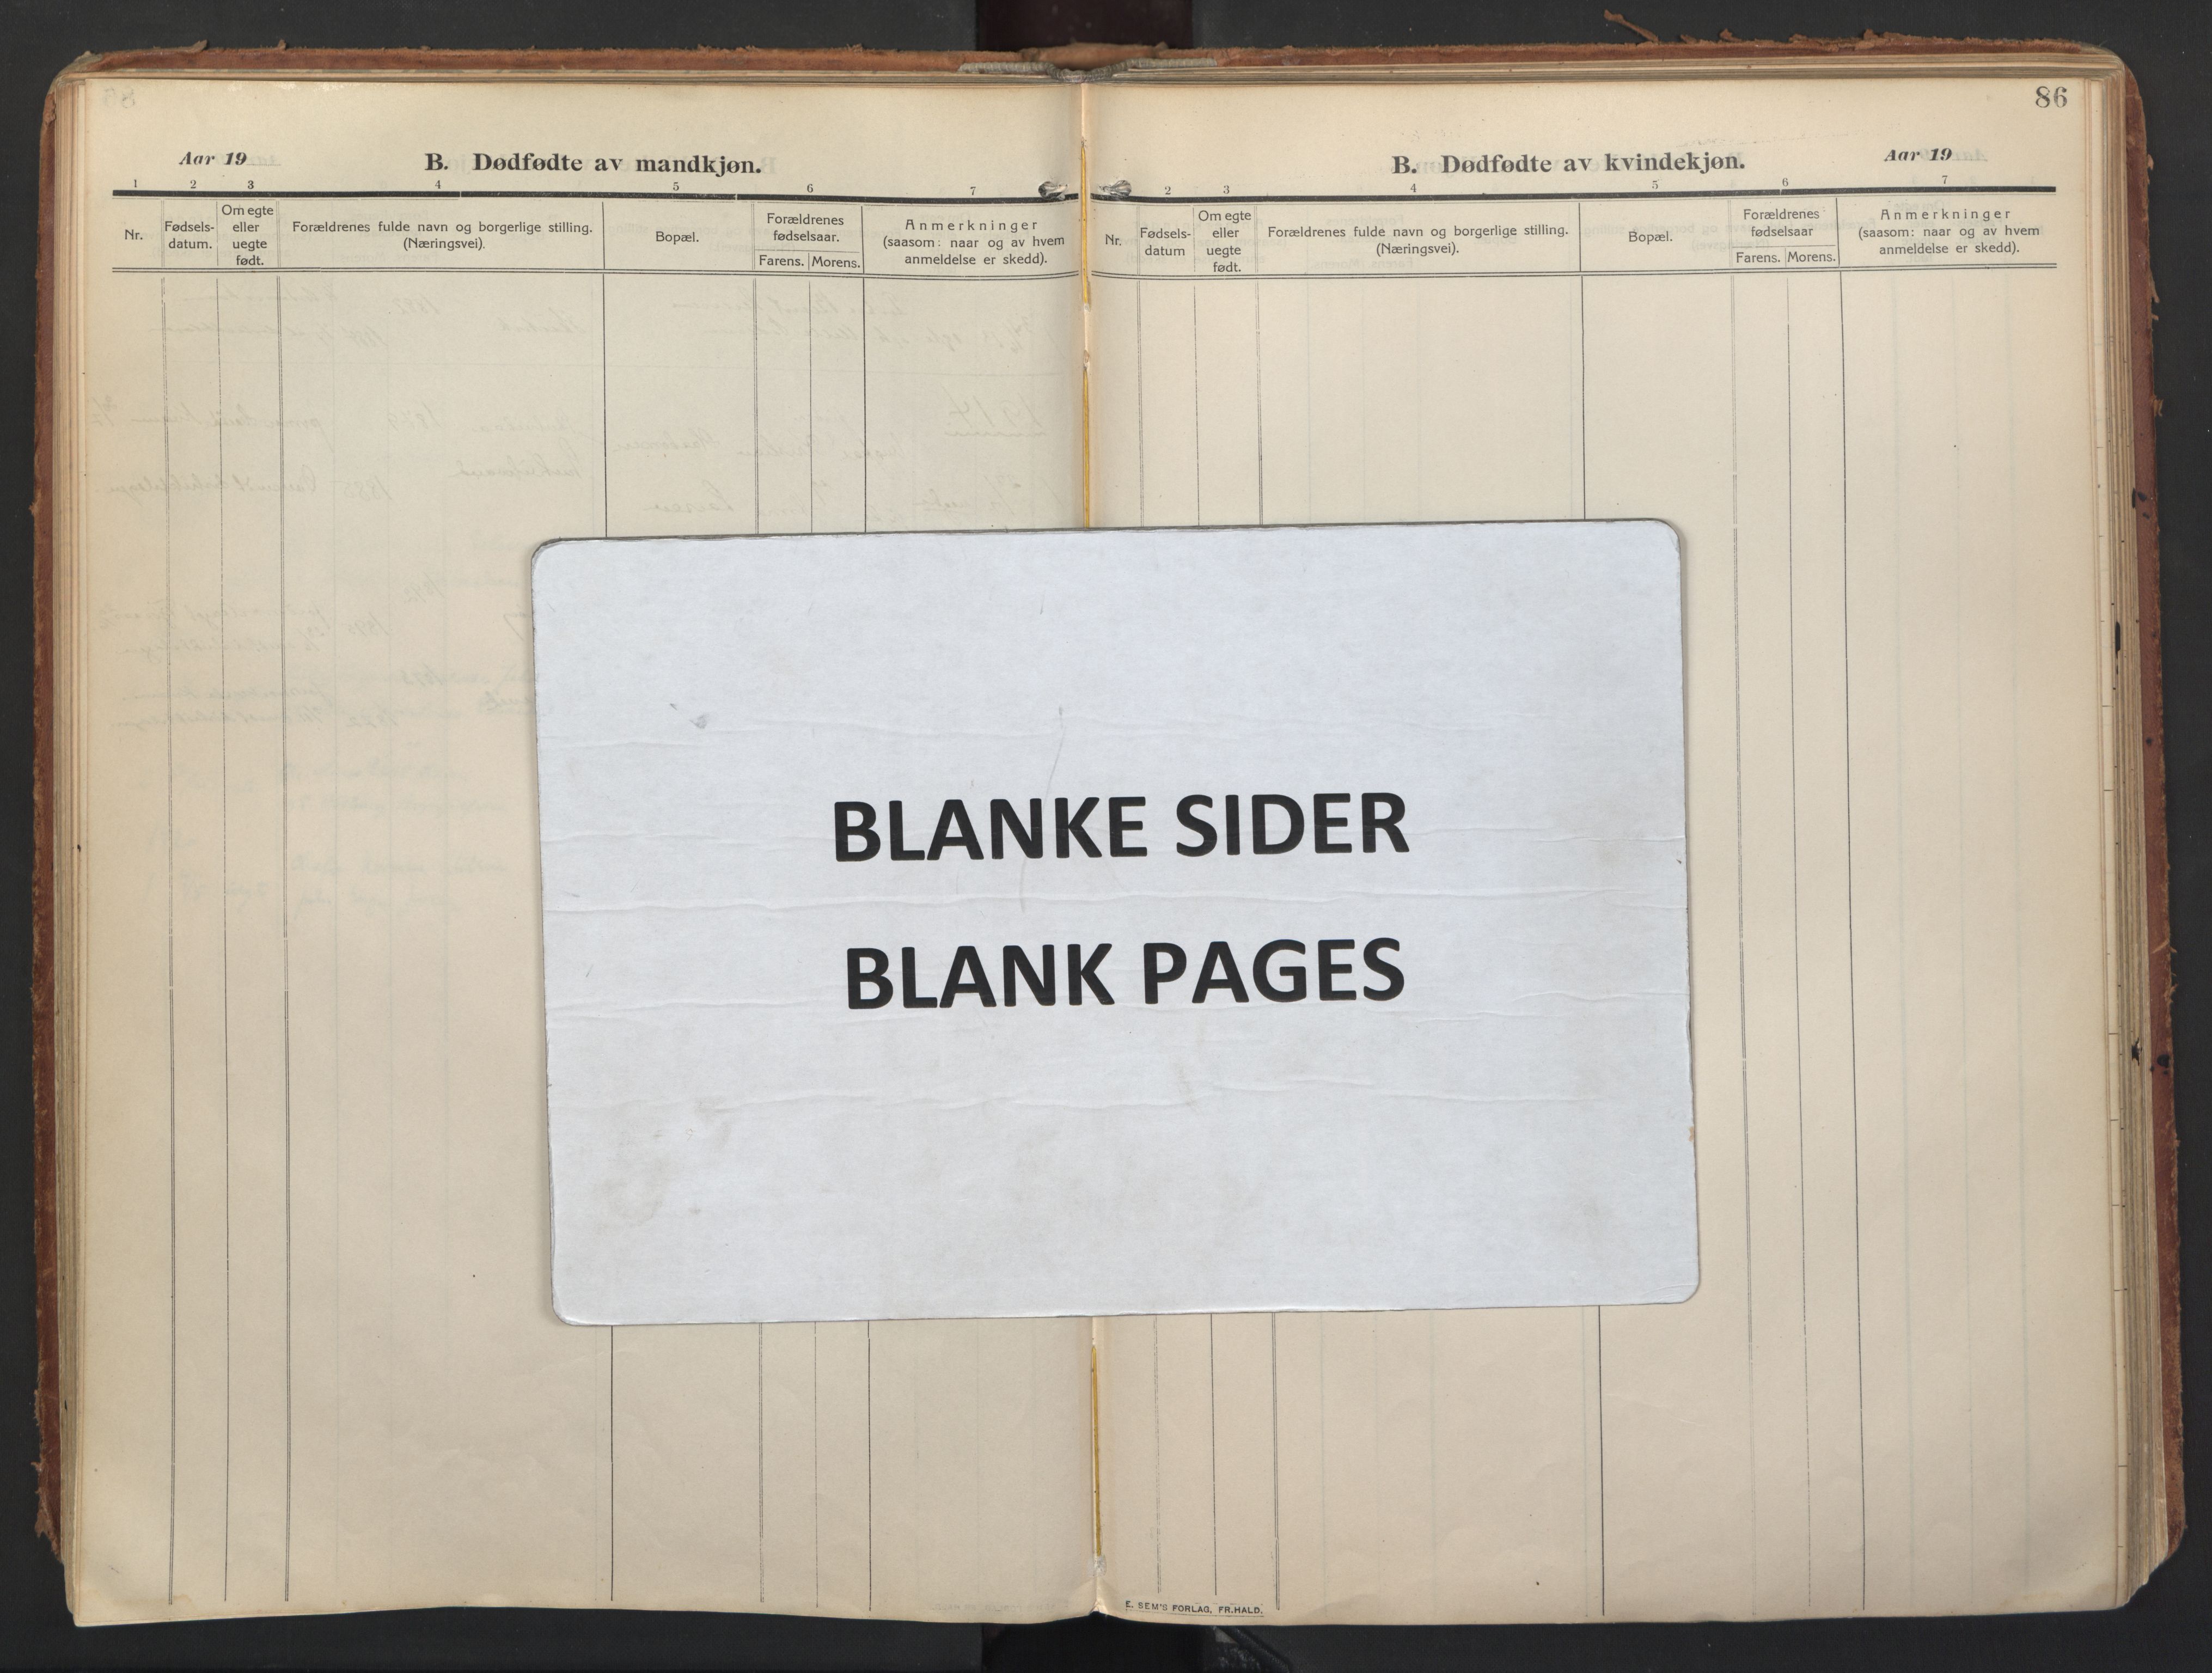 86
Aar 19
B. Dødfødte av mandkjøn.
1 2 3 4 5 6 7
Nr.
Fødsels-
datum.
Om egte
eller
uegte
født.
Forældrenes fulde navn og borgerlige stilling.
(Næringsvei).
Bopæl.
Forældrenes
fødselsaar.
Farens. Morens.
Anmerkninger
(saasom: naar og av hvem
anmeldelse er skedd).
B. Dødfødte av kvindekjøn.
Aar 19
2 3 4 5 6 7
Nr.
Fødsels-
datum
Om egte
eller
uegte
født.
Forældrenes fulde navn og borgerlige stilling.
(Næringsvei).
Bopæl.
Forældrenes
fødselsaar
Farens. Morens.
Anmerkninger
(saasom: naar og av hvem
anmeldelse er skedd).
BLANKE SIDER
BLANK PAGES
E. SEM'S FORLAG, FR.HALD.